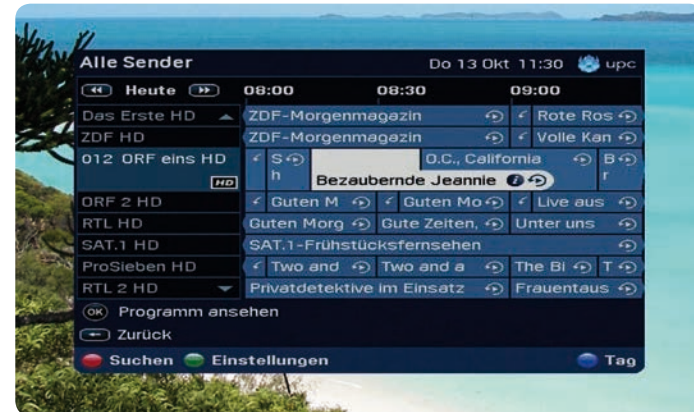 Alle Sender Do 13 Okt 11:30 upc
Heute 08:00 08:30 09:00
Das Erste HD ZDF-Morgenmagazin Rote Ros
ZDF HD ZDF-Morgenmagazin Volle Kan
012 ORF eins HD S O.C., California B
HD h Bezaubernde Jeannie i r
ORF 2 HD Guten M Guten Mo Live aus
RTL HD Guten Morg Gute Zeiten, Unter uns
SAT.1 HD SAT.1-Frühstücksfernsehen
ProSieben HD Two and Two and a The Bi T
RTL 2 HD Privatdetektive im Einsatz Frauentaus
OK Programm ansehen
Zurück
Suchen Einstellungen Tag